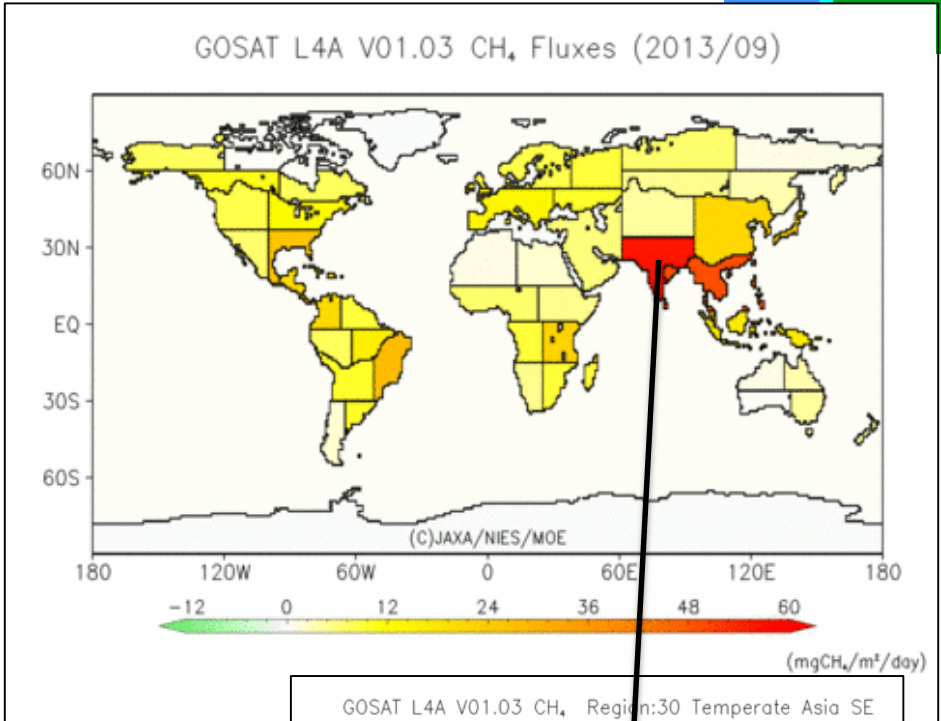 GOSAT L4A V01.03 CH₄ Fluxes (2013/09)
60N
30N
EQ
30S
60S
(C)JAXA/NIES/MOE
180 120W 60W 0 60E 120E 180
-12 0 12 24 36 48 60
(mgCH₄/m²/day)
GOSAT L4A V01.03 CH₄ Region:30 Temperate Asia SE